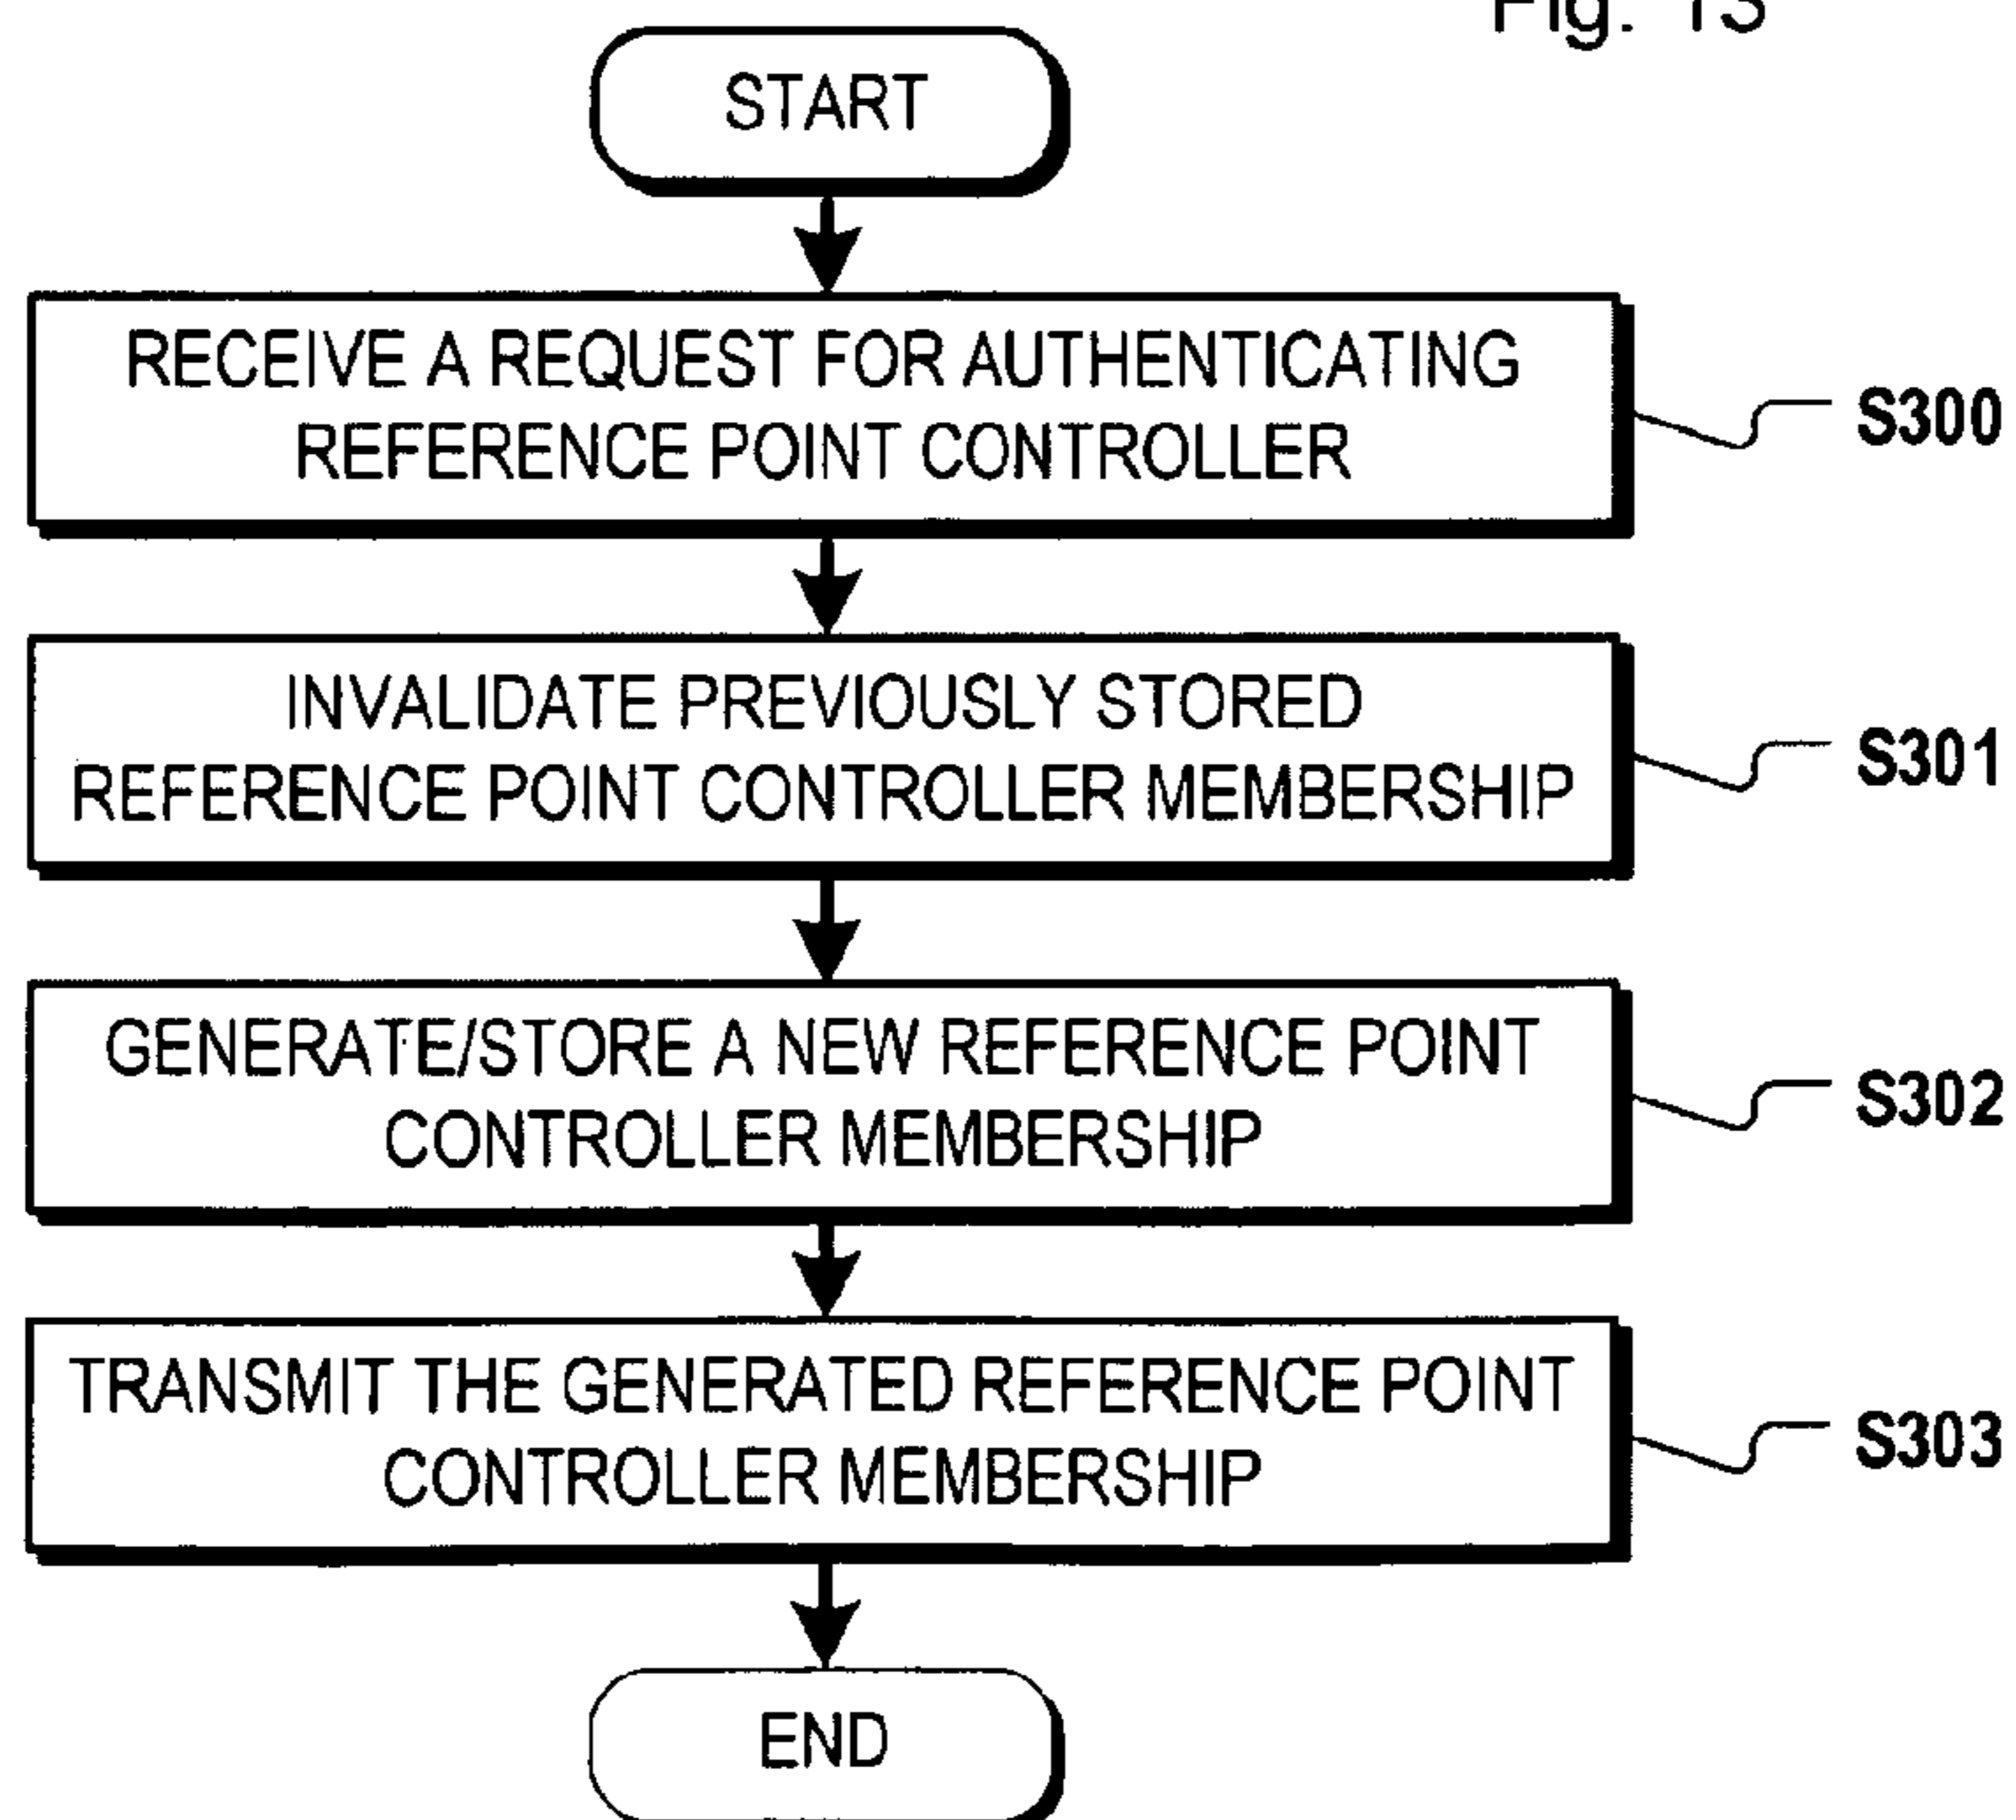 Fig. 13
START
RECEIVE A REQUEST FOR AUTHENTICATING
REFERENCE POINT CONTROLLER
S300
INVALIDATE PREVIOUSLY STORED
REFERENCE POINT CONTROLLER MEMBERSHIP
S301
GENERATE/STORE A NEW REFERENCE POINT
CONTROLLER MEMBERSHIP
S302
TRANSMIT THE GENERATED REFERENCE POINT
CONTROLLER MEMBERSHIP
S303
END